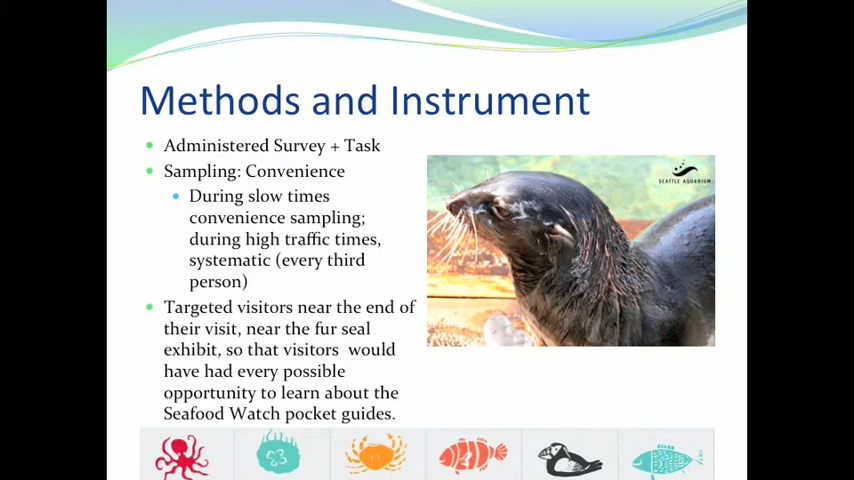 Methods and Instrument
Administered Survey + Task
Sampling: Convenience
During slow times
convenience sampling;
during high traffic times,
systematic (every third
person)
Targeted visitors near the end of
their visit, near the fur seal
exhibit, so that visitors would
have had every possible
opportunity to learn about the
Seafood Watch pocket guides.
SEATTLE AQUARIUM